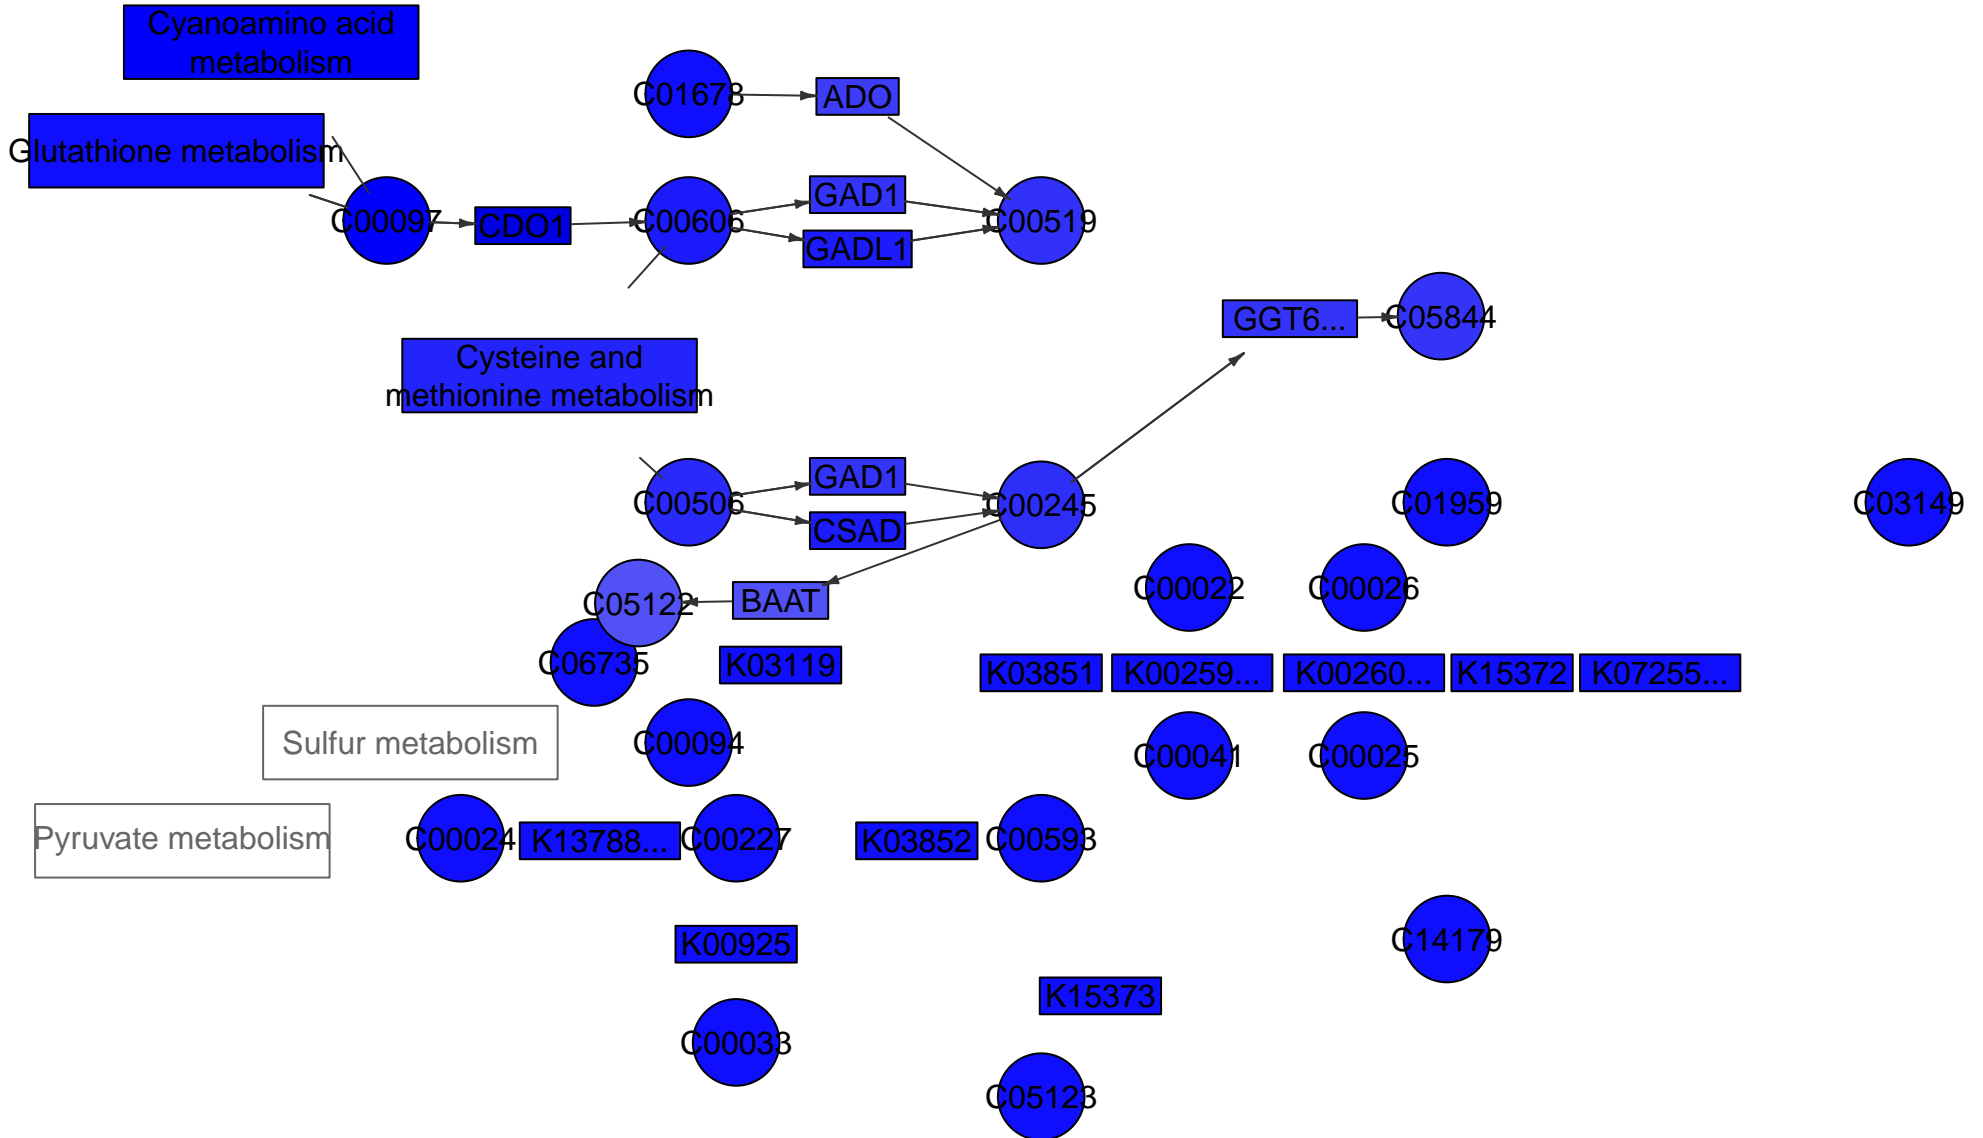 Cyanoamino acid
metabolism
C01678
ADO
Glutathione metabolism
C00097
CDO1
C00606
GAD1
GADL1
C00519
GGT6...
C05844
Cysteine and
methionine metabolism
C00506
GAD1
CSAD
C00245
C01959
C03149
C05122
BAAT
C00022
C00026
C06735
K03119
K03851
K00259...
K00260...
K15372
K07255...
Sulfur metabolism
C00094
C00041
C00025
Pyruvate metabolism
C00024
K13788...
C00227
K03852
C00593
K00925
C14179
K15373
C00033
C05123